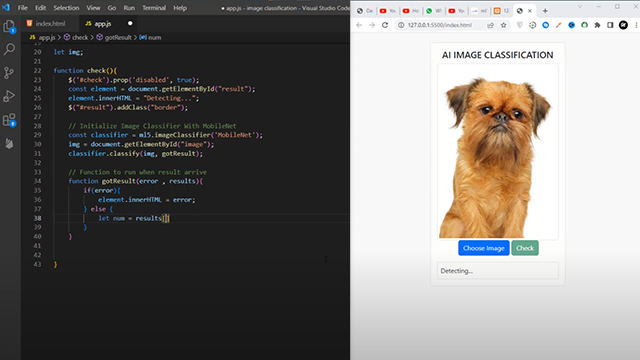 File Edit Selection View Go Run Terminal Help app.js - image classification - Visual Studio Code
index.html app.js
app.js > check > gotResult > num
20 let img;
21
22 function check(){
23 $('#check').prop('disabled', true);
24 const element = document.getElementById("result");
25 element.innerHTML = "Detecting...";
26 $("#result").addClass("border");
27
28 // Initialize Image Classifier With MobileNet
29 const classifier = ml5.imageClassifier('MobileNet');
30 img = document.getElementById("image");
31 classifier.classify(img, gotResult);
32
33 // Function to run when result arrive
34 function gotResult(error , results){
35 if(error){
36 element.innerHTML = error;
37 } else {
38 let num = results[]
39 }
40 }
41
42
43 }
127.0.0.1:5500/index.html
AI IMAGE CLASSIFICATION
Choose Image Check
Detecting...